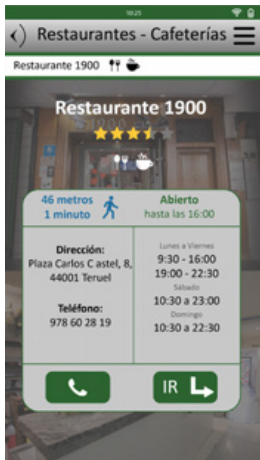 10:25
Restaurantes - Cafeterías
Restaurante 1900
Restaurante 1900
46 metros
1 minuto
Abierto
hasta las 16:00
Dirección:
Plaza Carlos C astel, 8,
44001 Teruel
Teléfono:
978 60 28 19
Lunes a Viernes
9:30 - 16:00
19:00 - 22:30
Sábado
10:30 a 23:00
Domingo
10:30 a 22:30
IR